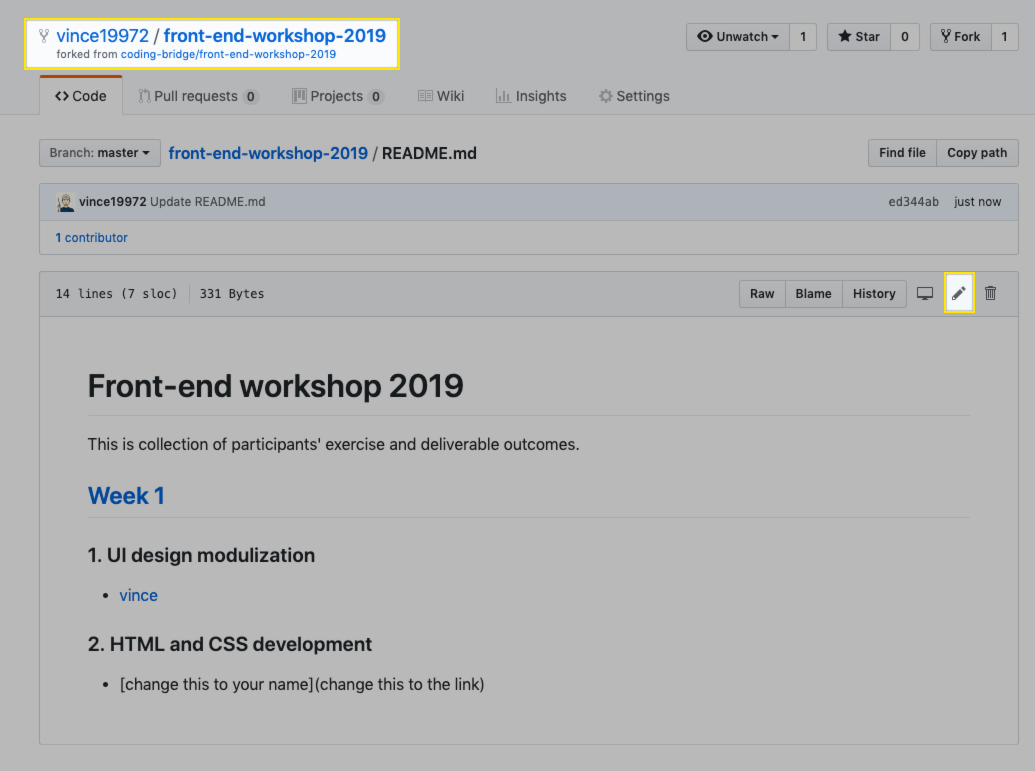 vince19972 / front-end-workshop-2019
forked from coding-bridge/front-end-workshop-2019
Unwatch 1 Star 0 Fork 1
Code Pull requests 0 Projects 0 Wiki Insights Settings
Branch: master front-end-workshop-2019 / README.md Find file Copy path
vince19972 Update README.md ed344ab just now
1 contributor
14 lines (7 sloc) 331 Bytes Raw Blame History
Front-end workshop 2019
This is collection of participants' exercise and deliverable outcomes.
Week 1
1. UI design modulization
• vince
2. HTML and CSS development
• [change this to your name](change this to the link)